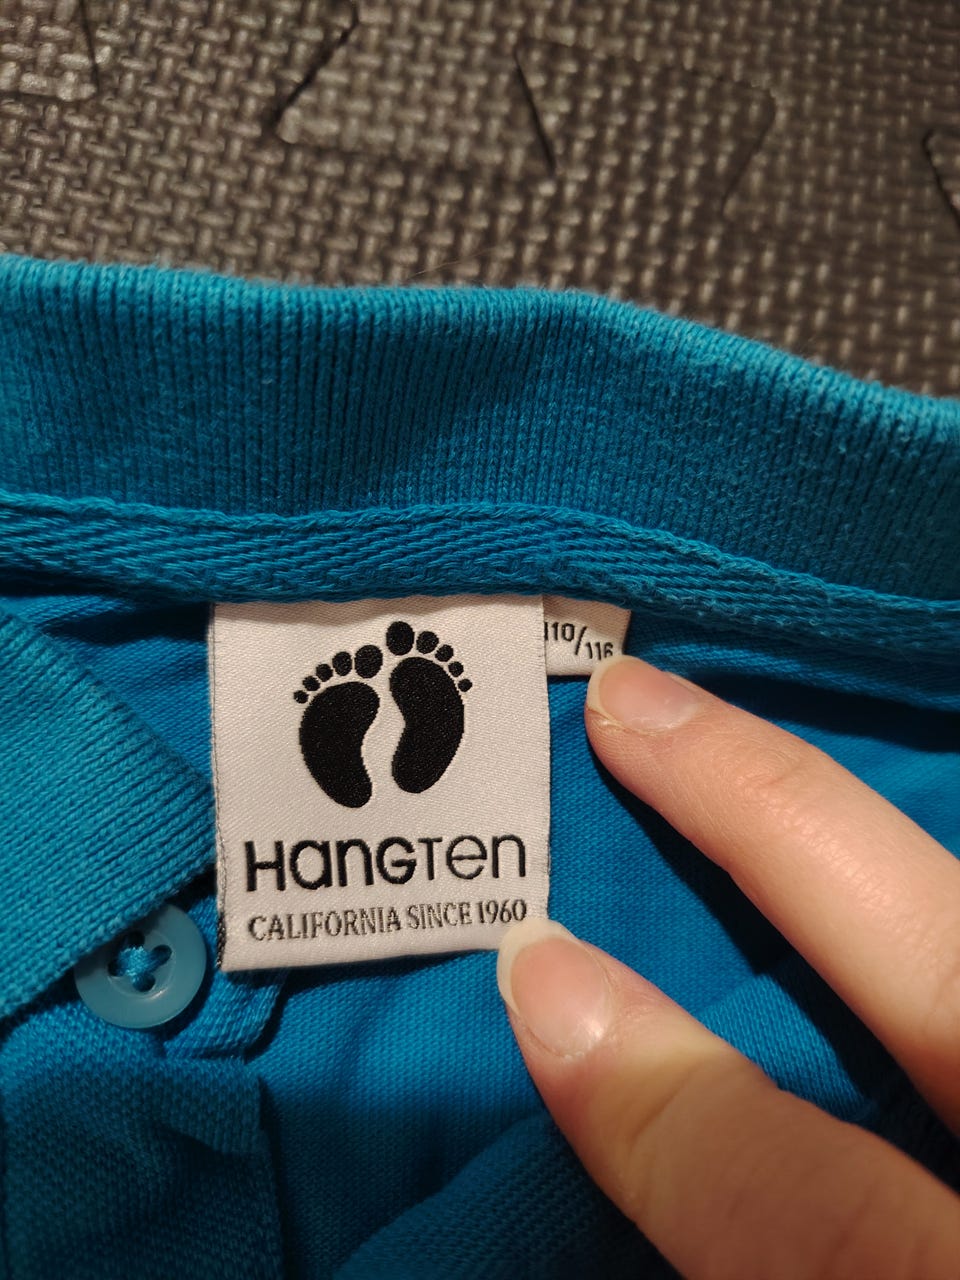 110/116
HANGTEN
CALIFORNIA SINCE 1960